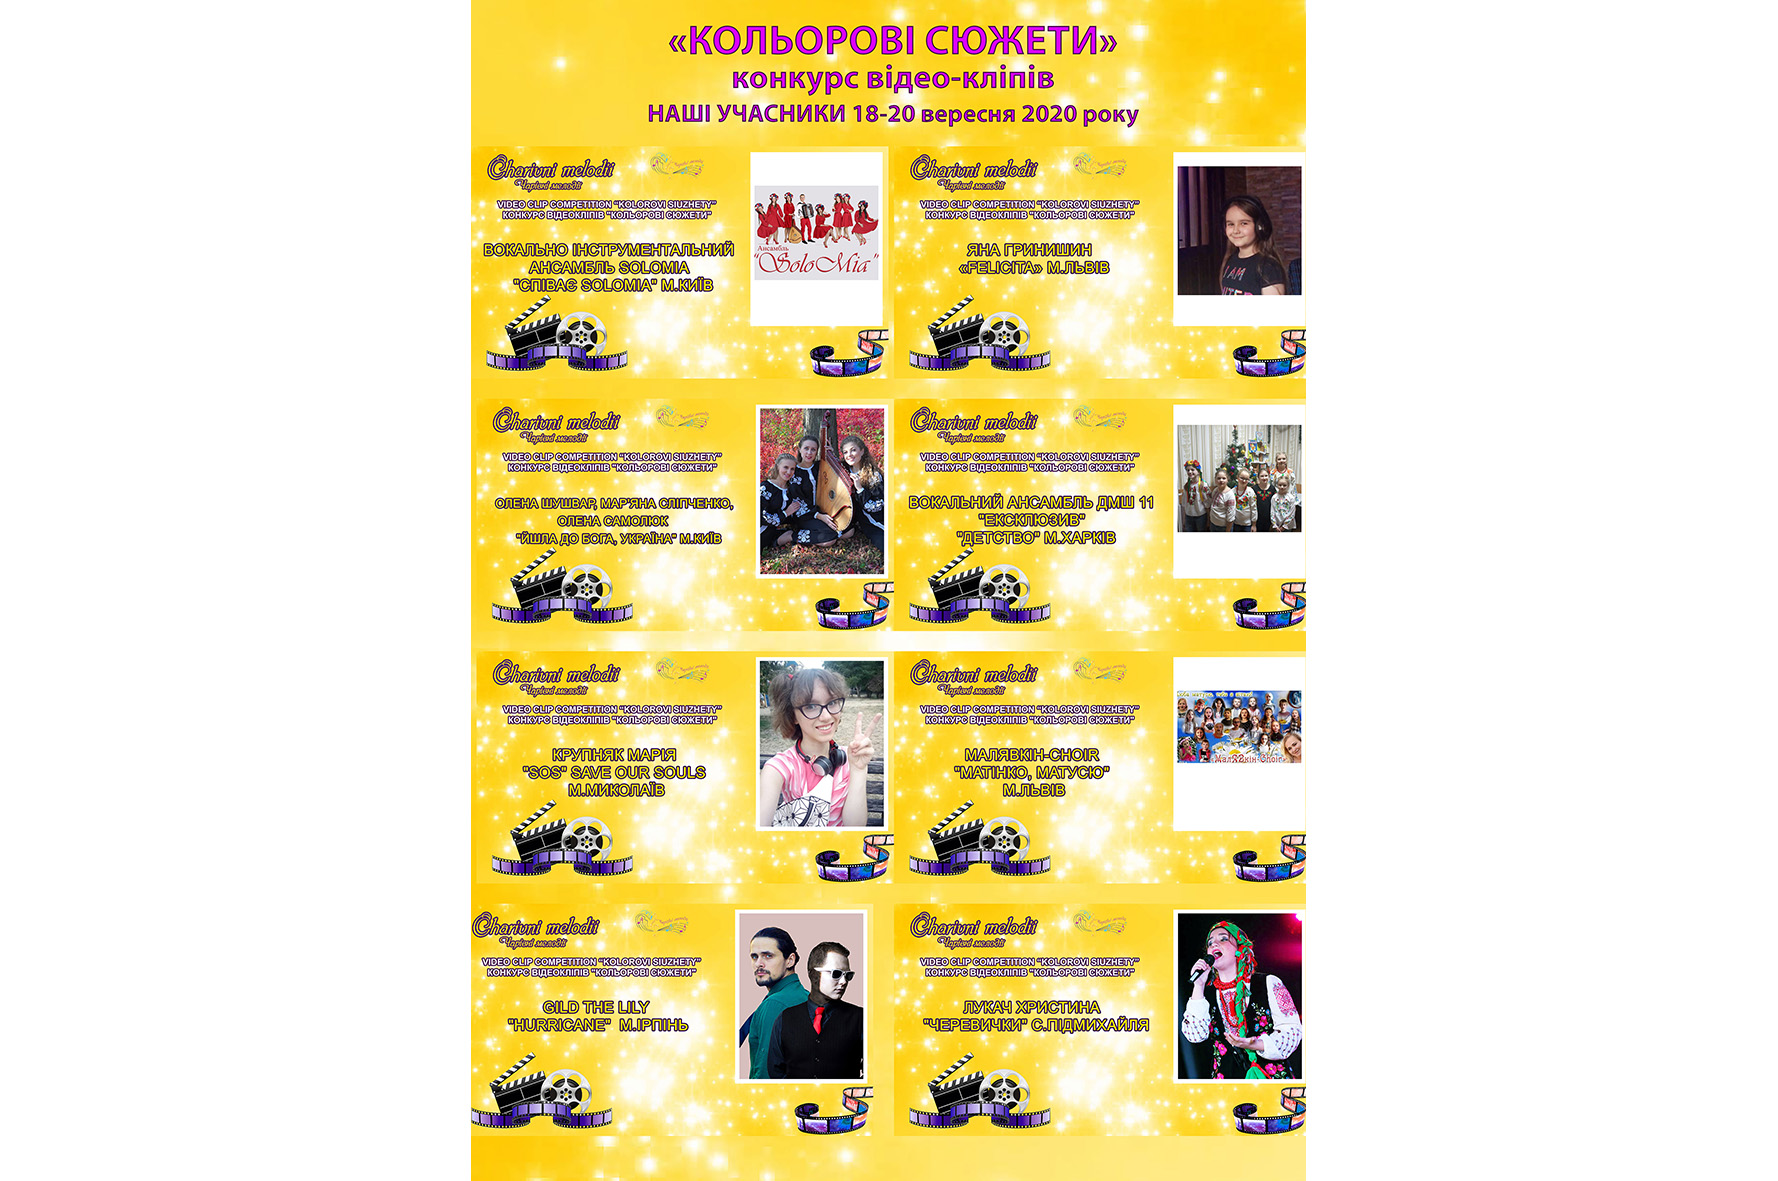 «КОЛЬОРОВІ СЮЖЕТИ»
конкурс відео-кліпів
НАШІ УЧАСНИКИ 18-20 вересня 2020 року
Charivni melodii
Чарівні мелодії
VIDEO CLIP COMPETITION "KOLOROVI SIUZHETY"
КОНКУРС ВІДЕОКЛІПІВ "КОЛЬОРОВІ СЮЖЕТИ"
ВОКАЛЬНО ІНСТРУМЕНТАЛЬНИЙ
АНСАМБЛЬ SOLOMIA
"СПІВАЄ SOLOMIA" М.КИЇВ
Ансамбль
"SoloMia"
Charivni melodii
Чарівні мелодії
VIDEO CLIP COMPETITION "KOLOROVI SIUZHETY"
КОНКУРС ВІДЕОКЛІПІВ "КОЛЬОРОВІ СЮЖЕТИ"
ЯНА ГРИНИШИН
«FELICITA» М.ЛЬВІВ
I AM
Charivni melodii
Чарівні мелодії
VIDEO CLIP COMPETITION "KOLOROVI SIUZHETY"
КОНКУРС ВІДЕОКЛІПІВ "КОЛЬОРОВІ СЮЖЕТИ"
ОЛЕНА ШУШВАР, МАР'ЯНА СЛІПЧЕНКО,
ОЛЕНА САМОЛЮК
"ЙШЛА ДО БОГА, УКРАЇНА" М.КИЇВ
Charivni melodii
Чарівні мелодії
VIDEO CLIP COMPETITION "KOLOROVI SIUZHETY"
КОНКУРС ВІДЕОКЛІПІВ "КОЛЬОРОВІ СЮЖЕТИ"
ВОКАЛЬНИЙ АНСАМБЛЬ ДМШ 11
"ЕКСКЛЮЗИВ"
"ДЕТСТВО" М.ХАРКІВ
Charivni melodii
Чарівні мелодії
VIDEO CLIP COMPETITION "KOLOROVI SIUZHETY"
КОНКУРС ВІДЕОКЛІПІВ "КОЛЬОРОВІ СЮЖЕТИ"
КРУПНЯК МАРІЯ
"SOS" SAVE OUR SOULS
М.МИКОЛАЇВ
Charivni melodii
Чарівні мелодії
VIDEO CLIP COMPETITION "KOLOROVI SIUZHETY"
КОНКУРС ВІДЕОКЛІПІВ "КОЛЬОРОВІ СЮЖЕТИ"
МАЛЯВКІН-CHOIR
"МАТІНКО, МАТУСЮ"
М.ЛЬВІВ
Charivni melodii
Чарівні мелодії
VIDEO CLIP COMPETITION "KOLOROVI SIUZHETY"
КОНКУРС ВІДЕОКЛІПІВ "КОЛЬОРОВІ СЮЖЕТИ"
GILD THE LILY
"HURRICANE" М.ІРПІНЬ
Charivni melodii
Чарівні мелодії
VIDEO CLIP COMPETITION "KOLOROVI SIUZHETY"
КОНКУРС ВІДЕОКЛІПІВ "КОЛЬОРОВІ СЮЖЕТИ"
ЛУКАЧ ХРИСТИНА
"ЧЕРЕВИЧКИ" С.ПІДМИХАЙЛЯ